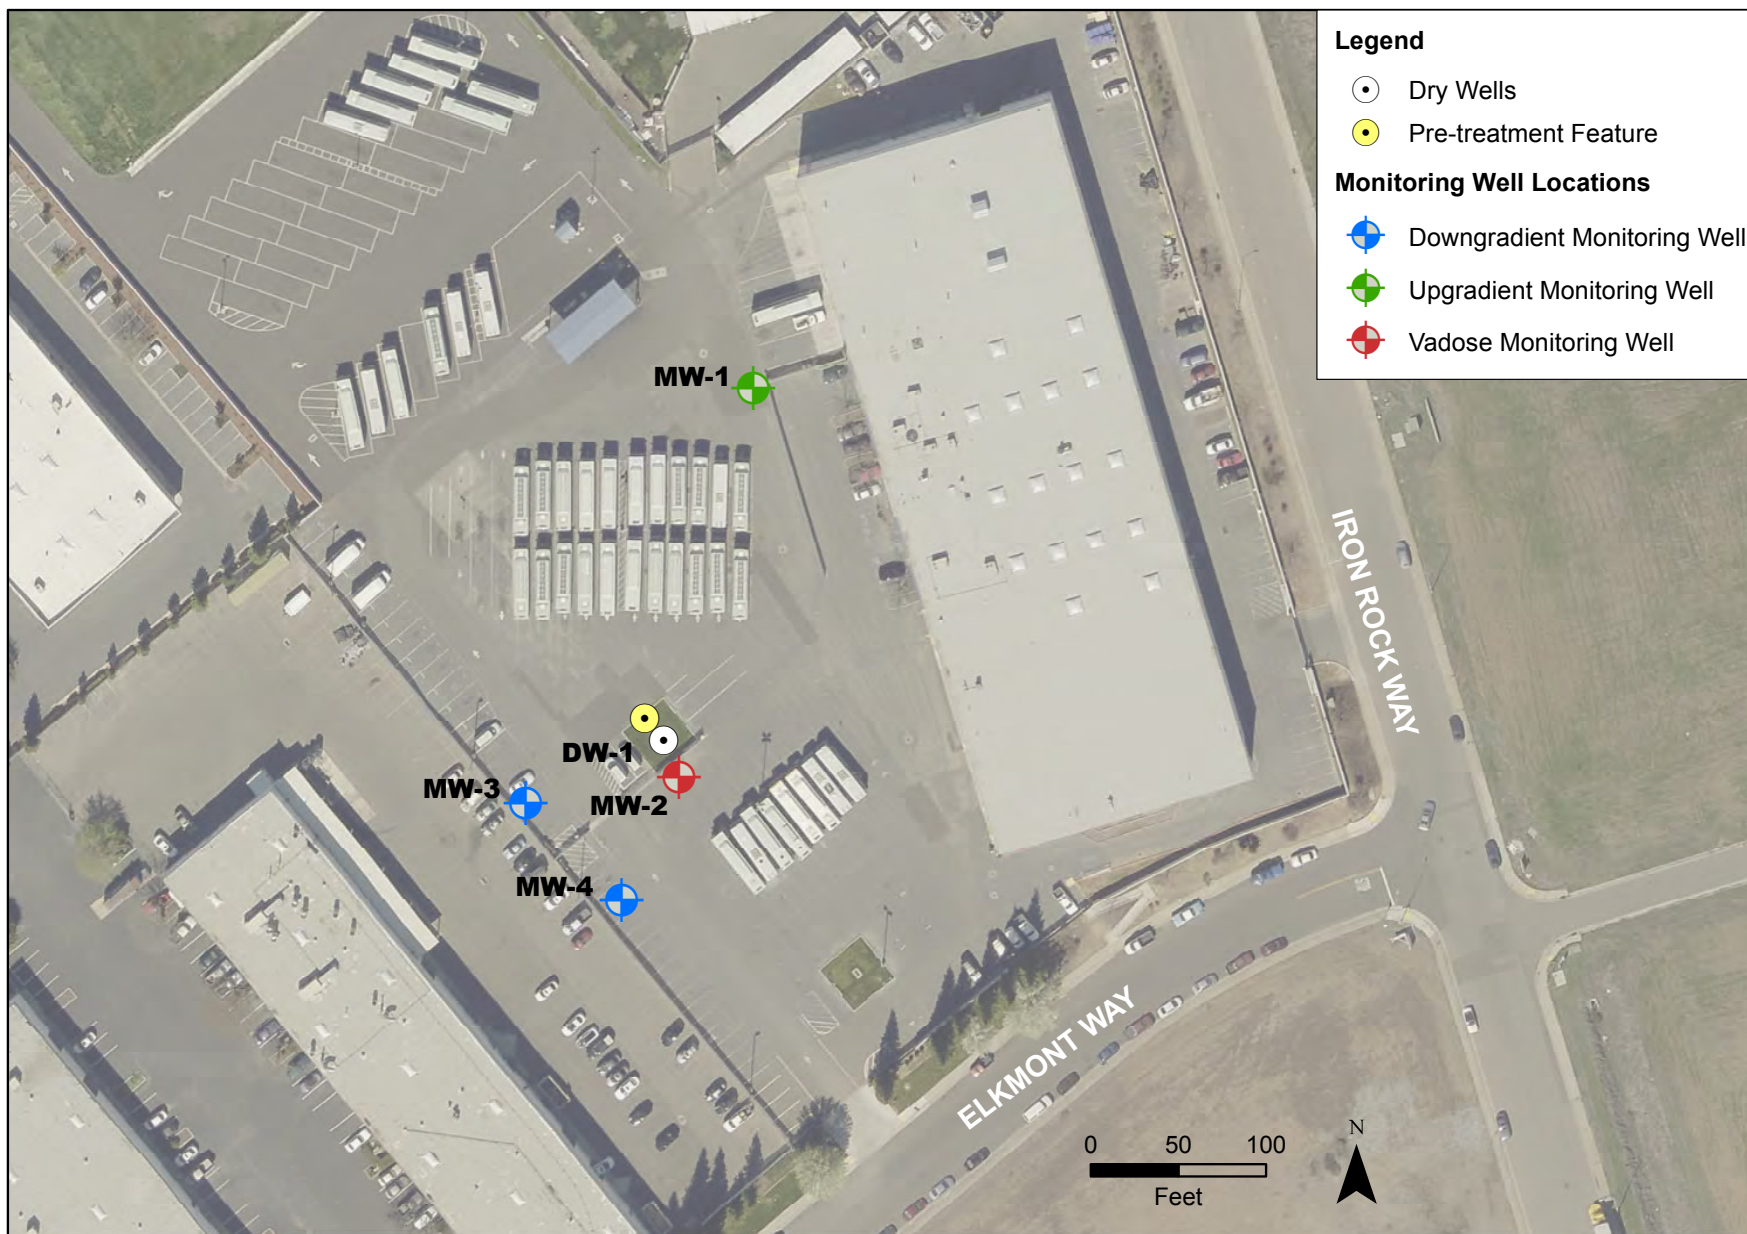 Legend
Dry Wells
Pre-treatment Feature
Monitoring Well Locations
Downgradient Monitoring Well
Upgradient Monitoring Well
Vadose Monitoring Well
MW-1
IRON ROCK WAY
DW-1
MW-3
MW-2
MW-4
ELKMONT WAY
N
0 50 100
Feet